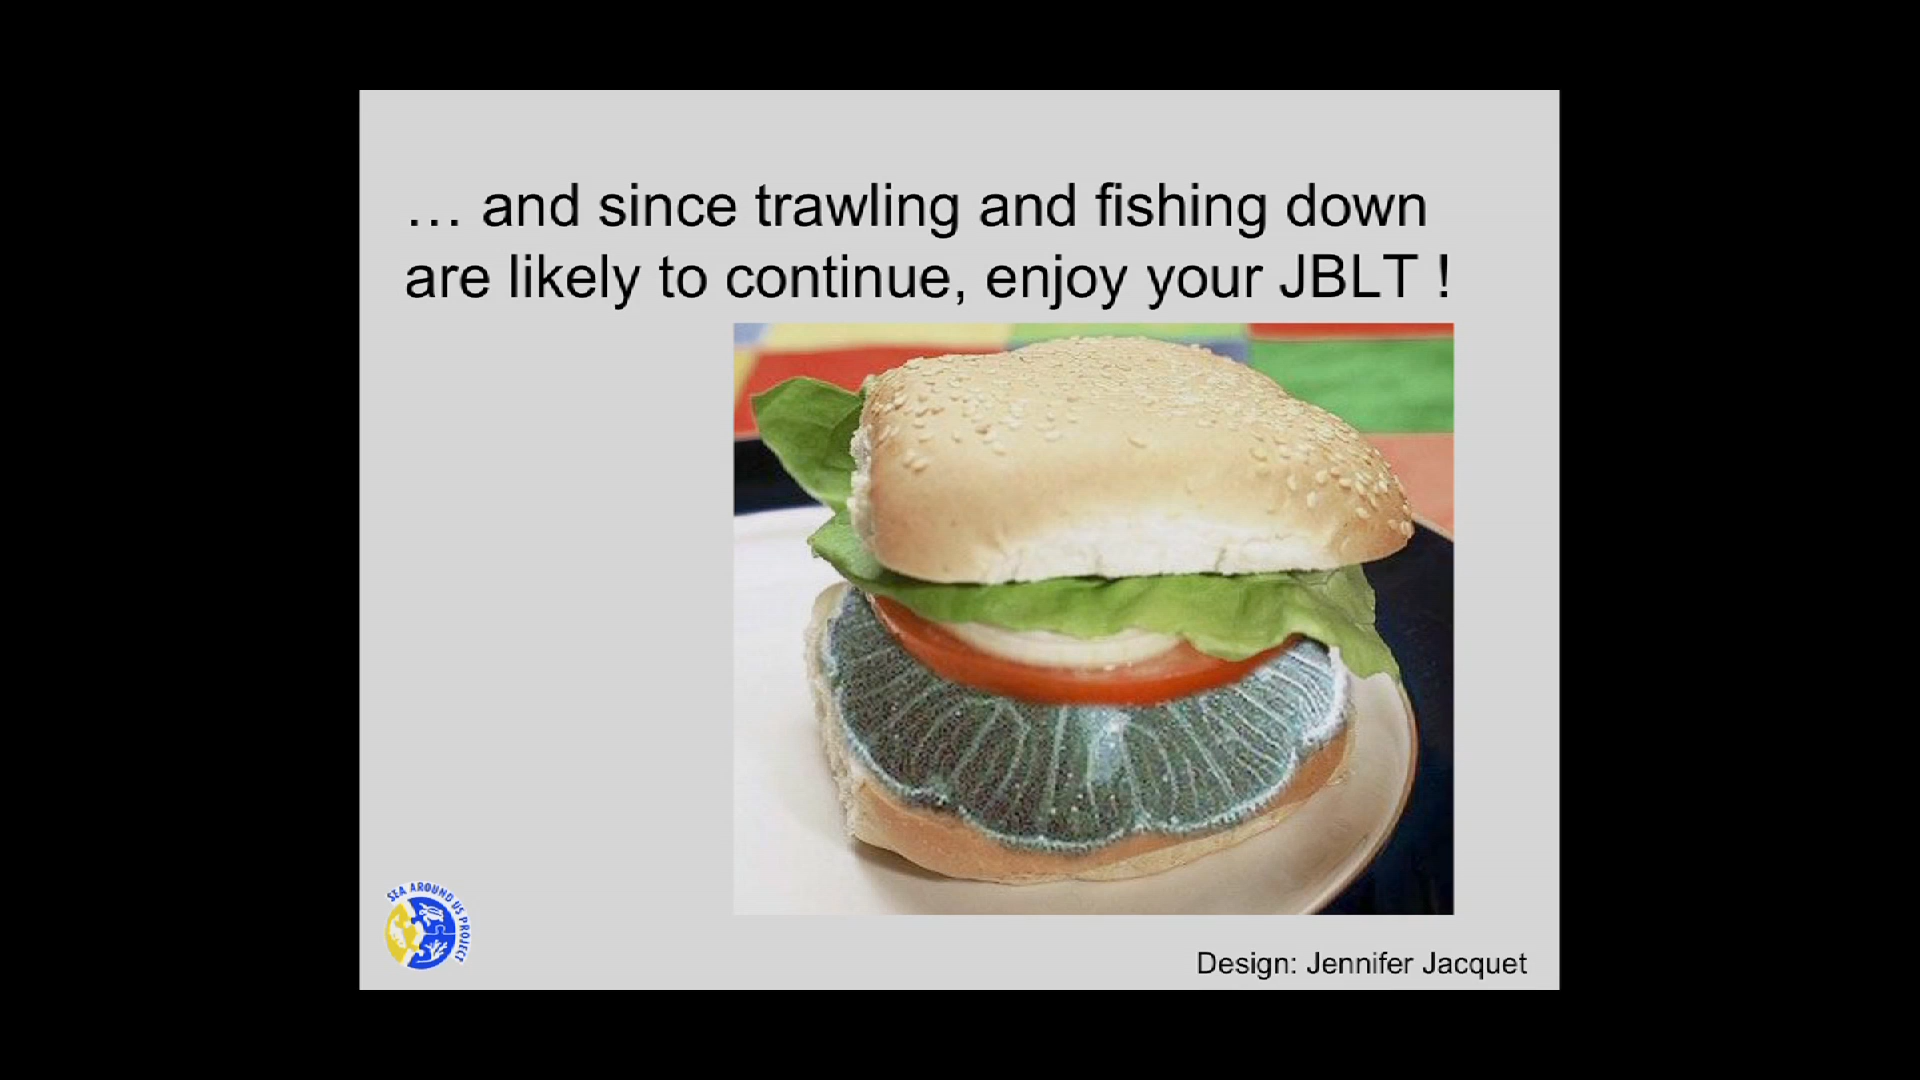 … and since trawling and fishing down
are likely to continue, enjoy your JBLT !
SEA AROUND US PROJECT
Design: Jennifer Jacquet